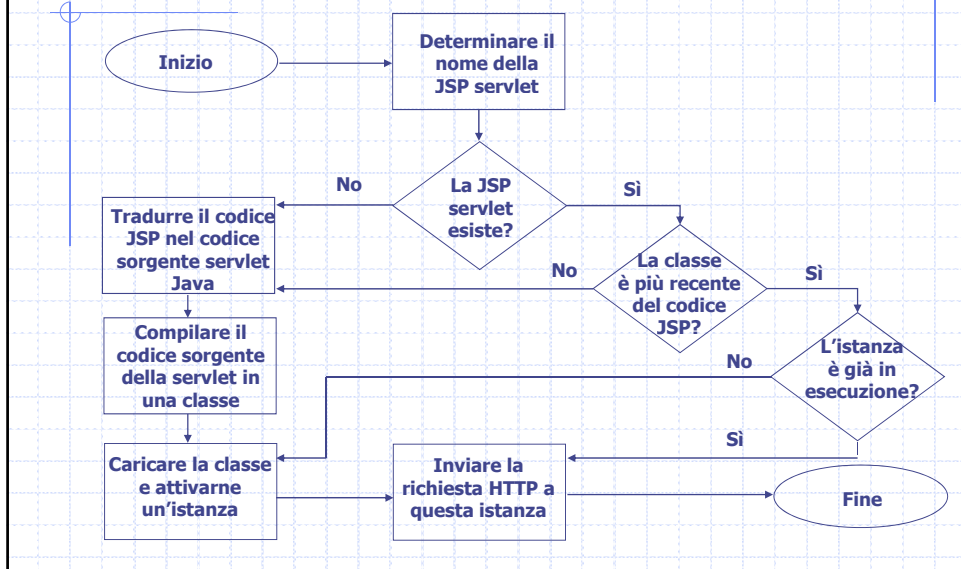 Inizio
Determinare il
nome della
JSP servlet
No
La JSP
servlet
esiste?
Sì
Tradurre il codice
JSP nel codice
sorgente servlet
Java
No
La classe
è più recente
del codice
JSP?
Sì
Compilare il
codice sorgente
della servlet in
una classe
No
L'istanza
è già in
esecuzione?
Sì
Caricare la classe
e attivarne
un'istanza
Inviare la
richiesta HTTP a
questa istanza
Fine